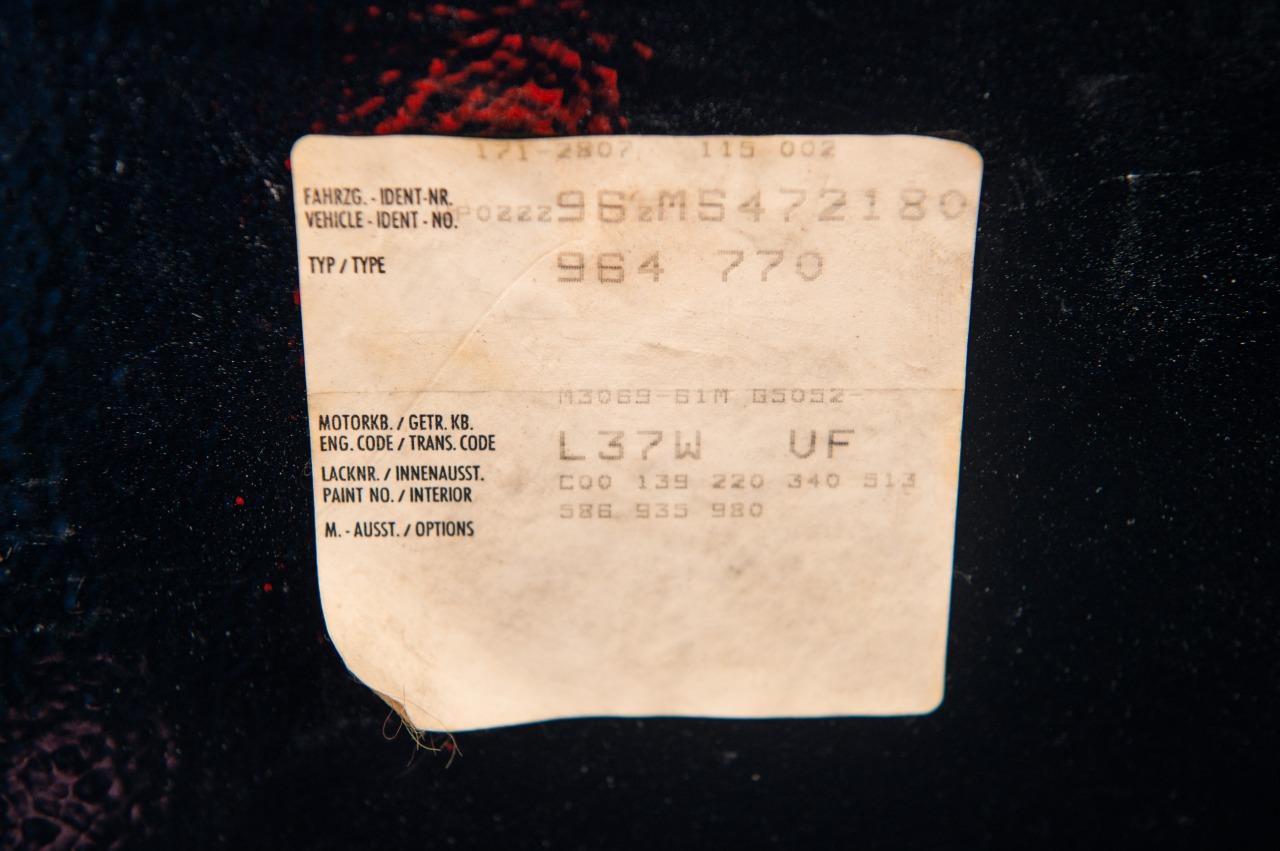 171-2807 115 002
FAHRZG. - IDENT-NR.
VEHICLE - IDENT - NO. P0ZZZ96ZMS472180
TYP / TYPE 964 770
M3069-61M G5052-
MOTORKB. / GETR. KB.
ENG. CODE / TRANS. CODE L37W VF
LACKNR. / INNENAUSST. C00 139 220 340 513
PAINT NO. / INTERIOR
586 935 980
M. - AUSST. / OPTIONS